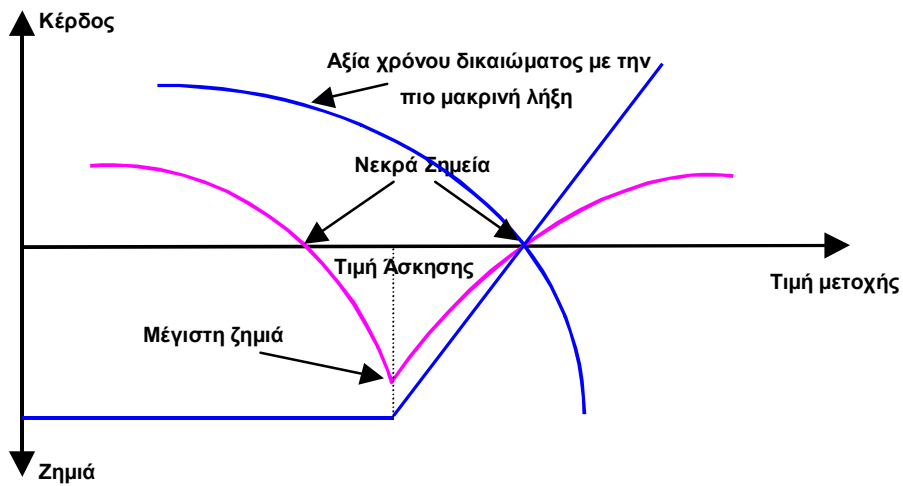 Κέρδος
Αξία χρόνου δικαιώματος με την
πιο μακρινή λήξη
Νεκρά Σημεία
Τιμή Άσκησης
Τιμή μετοχής
Μέγιστη ζημιά
Ζημιά